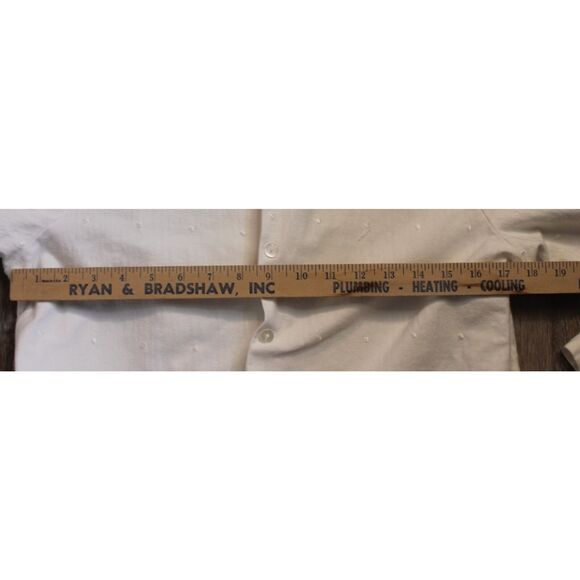 1 2 3 4 5 6 7 8 9 10 11 12 13 14 15 16 17 18 19
RYAN & BRADSHAW, INC PLUMBING - HEATING - COOLING